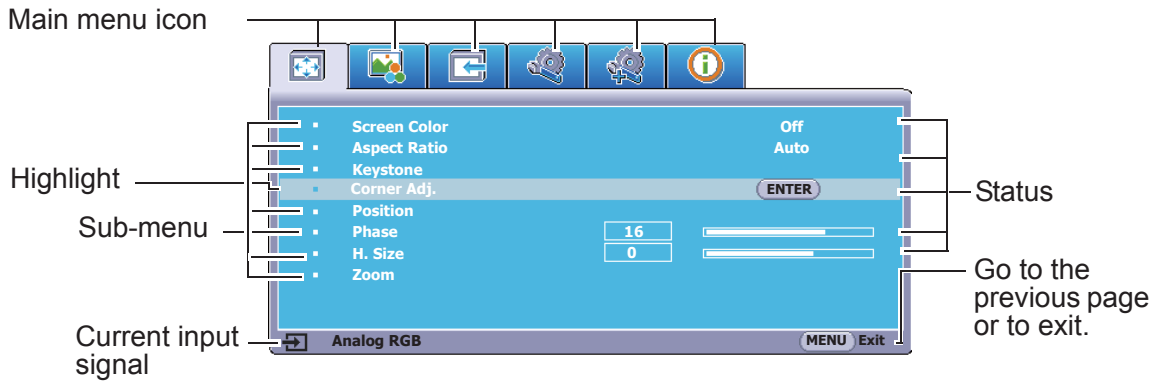 Main menu icon
Screen Color Off
Aspect Ratio Auto
Keystone
Highlight
Corner Adj. ENTER
Status
Position
Sub-menu
Phase 16
H. Size 0
Zoom
Go to the
previous page
or to exit.
Current input
signal
Analog RGB
MENU Exit